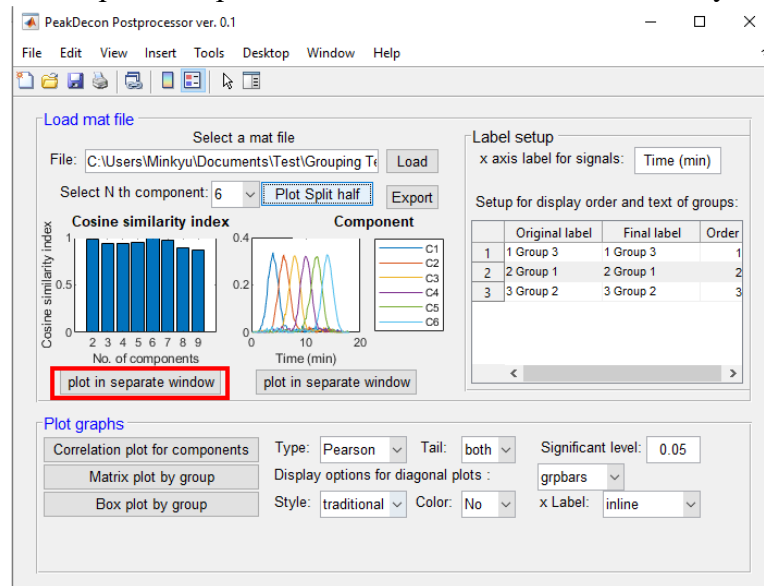 PeakDecon Postprocessor ver. 0.1
File Edit View Insert Tools Desktop Window Help
Load mat file
Select a mat file
File: C:\Users\Minkyu\Documents\Test\Grouping Te Load
Select N th component: 6 Plot Split half Export
Cosine similarity index
Component
Cosine similarity index
1
0.5
0
2 3 4 5 6 7 8 9
No. of components
0.4
0.2
0
0 10 20
Time (min)
C1
C2
C3
C4
C5
C6
plot in separate window plot in separate window
Label setup
x axis label for signals: Time (min)
Setup for display order and text of groups:
Original label Final label Order
1 1 Group 3 1 Group 3 1
2 2 Group 1 2 Group 1 2
3 3 Group 2 3 Group 2 3
Plot graphs
Correlation plot for components Type: Pearson Tail: both Significant level: 0.05
Matrix plot by group Display options for diagonal plots : grpbars
Box plot by group Style: traditional Color: No x Label: inline